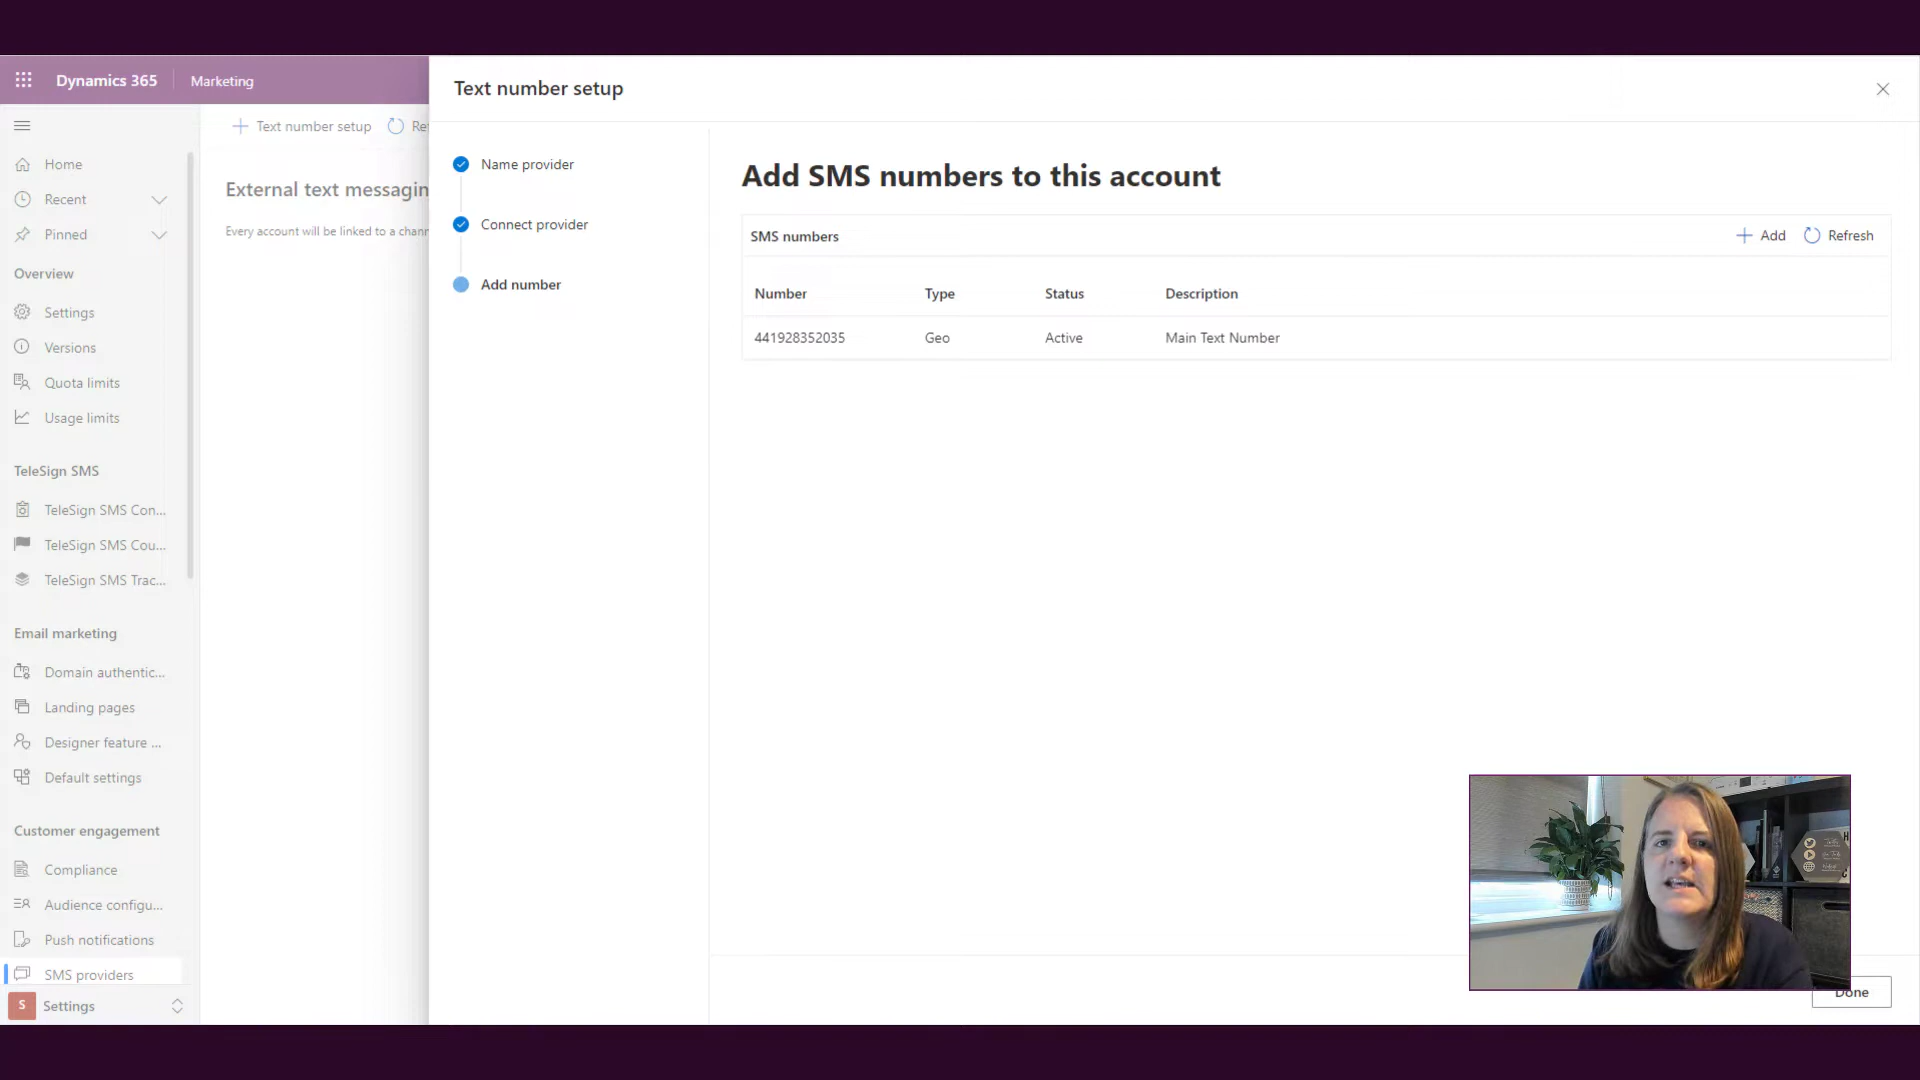 Dynamics 365
Marketing
Text number setup
Text number setup
Ref
Name provider
Connect provider
Add number
Home
Recent
Pinned
Overview
Settings
Versions
Quota limits
Usage limits
TeleSign SMS
TeleSign SMS Con...
TeleSign SMS Cou...
TeleSign SMS Trac...
Email marketing
Domain authentic...
Landing pages
Designer feature ...
Default settings
Customer engagement
Compliance
Audience configu...
Push notifications
SMS providers
S Settings
External text messagin
Every account will be linked to a chann
Add SMS numbers to this account
SMS numbers
Add
Refresh
Number Type Status Description
441928352035 Geo Active Main Text Number
Done